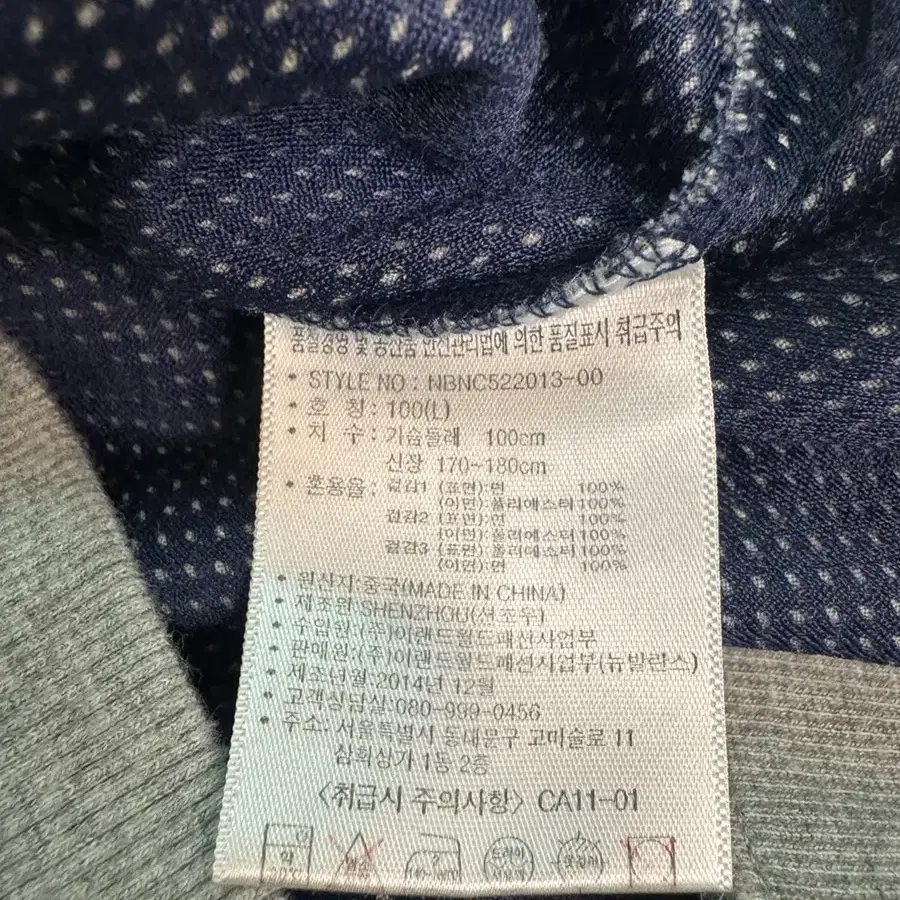 품질경영 및 공산품 안전관리법에 의한 품질표시 취급주의
• STYLE NO : NBNC522013-00
• 호 칭 : 100(L)
• 치 수 : 가슴둘레 100cm
신장 170~180cm
• 혼용율 : 겉감1 (표면):면 100%
(이면):폴리에스터 100%
겉감2 (표면):면 100%
(이면):폴리에스터 100%
겉감3 (표면):폴리에스터 100%
(이면):면 100%
• 원산지:중국(MADE IN CHINA)
• 제조원:SHENZHOU(션조우)
• 수입원:(주)이랜드월드패션사업부
• 판매원:(주)이랜드월드패션사업부(뉴발란스)
• 제조년월:2014년 12월
• 고객상담실:080-999-0456
• 주소: 서울특별시 동대문구 고미술로 11
삼희상가 1동 2층
<취급시 주의사항> CA11-01
드라이